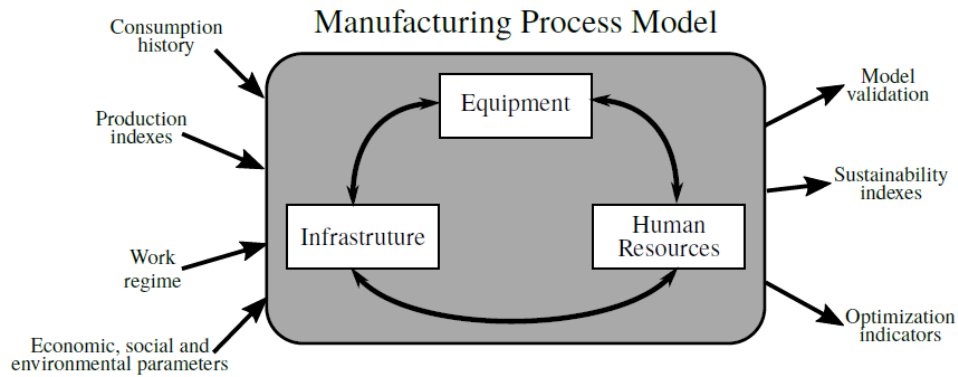 Manufacturing Process Model
Consumption
history
Production
indexes
Work
regime
Economic, social and
environmental parameters
Equipment
Infrastruture
Human
Resources
Model
validation
Sustainability
indexes
Optimization
indicators